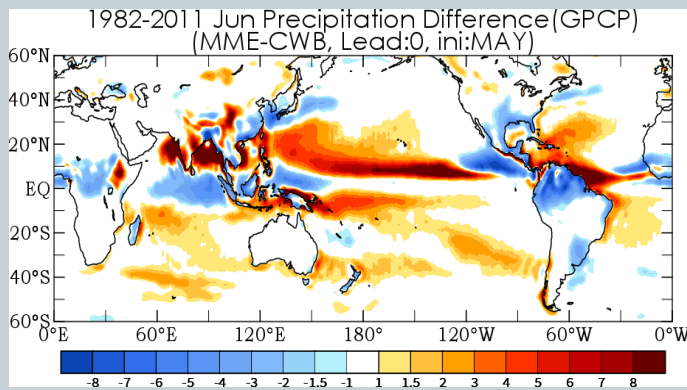 1982-2011 Jun Precipitation Difference(GPCP)
(MME-CWB, Lead:0, ini:MAY)
60°N
40°N
20°N
EQ
20°S
40°S
60°S
0°E 60°E 120°E 180°E 120°W 60°W 0°W
-8 -7 -6 -5 -4 -3 -2 -1.5 -1 1 1.5 2 3 4 5 6 7 8